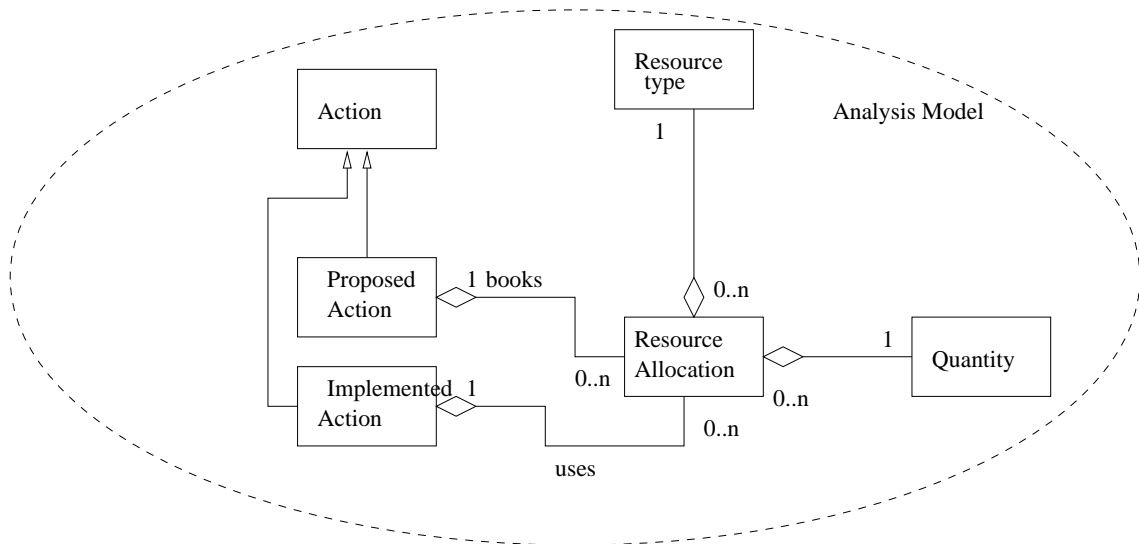 Resource
type
Action
Analysis Model
1
Proposed
Action
1 books
0..n
Resource
Allocation
1
Quantity
0..n
0..n
Implemented
Action
1
0..n
uses